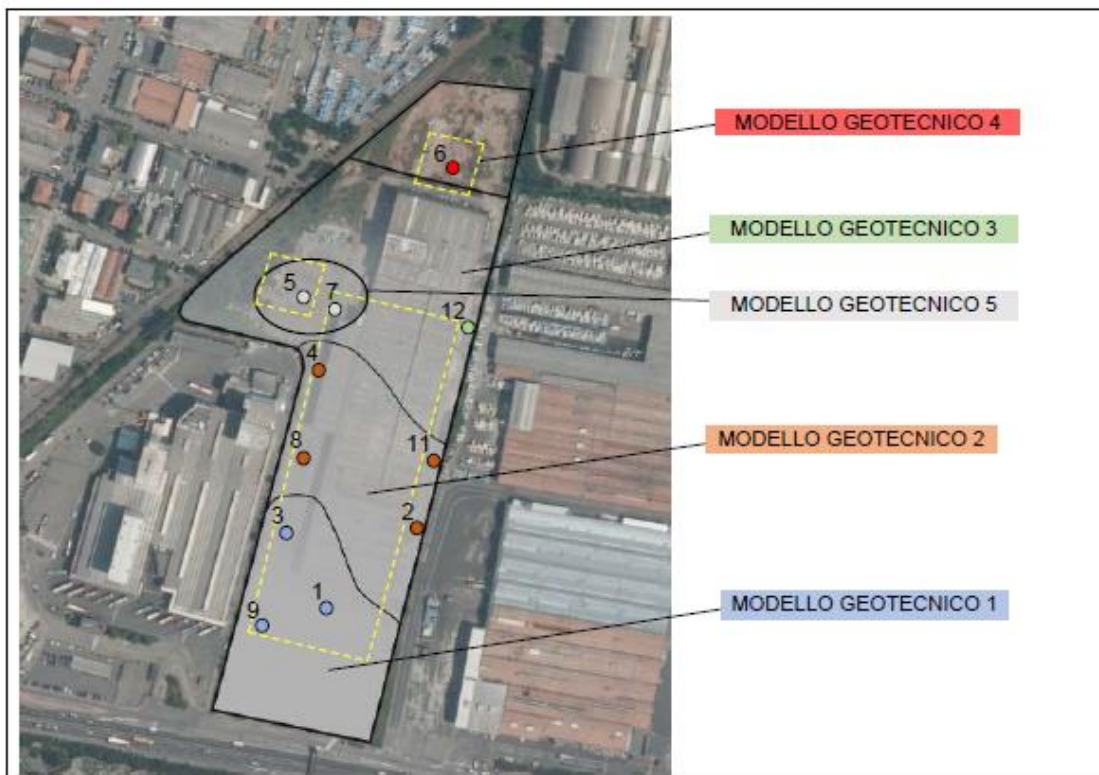 MODELLO GEOTECNICO 4
6
MODELLO GEOTECNICO 3
5
7
MODELLO GEOTECNICO 5
12
4
MODELLO GEOTECNICO 2
8
11
3
2
1
MODELLO GEOTECNICO 1
9